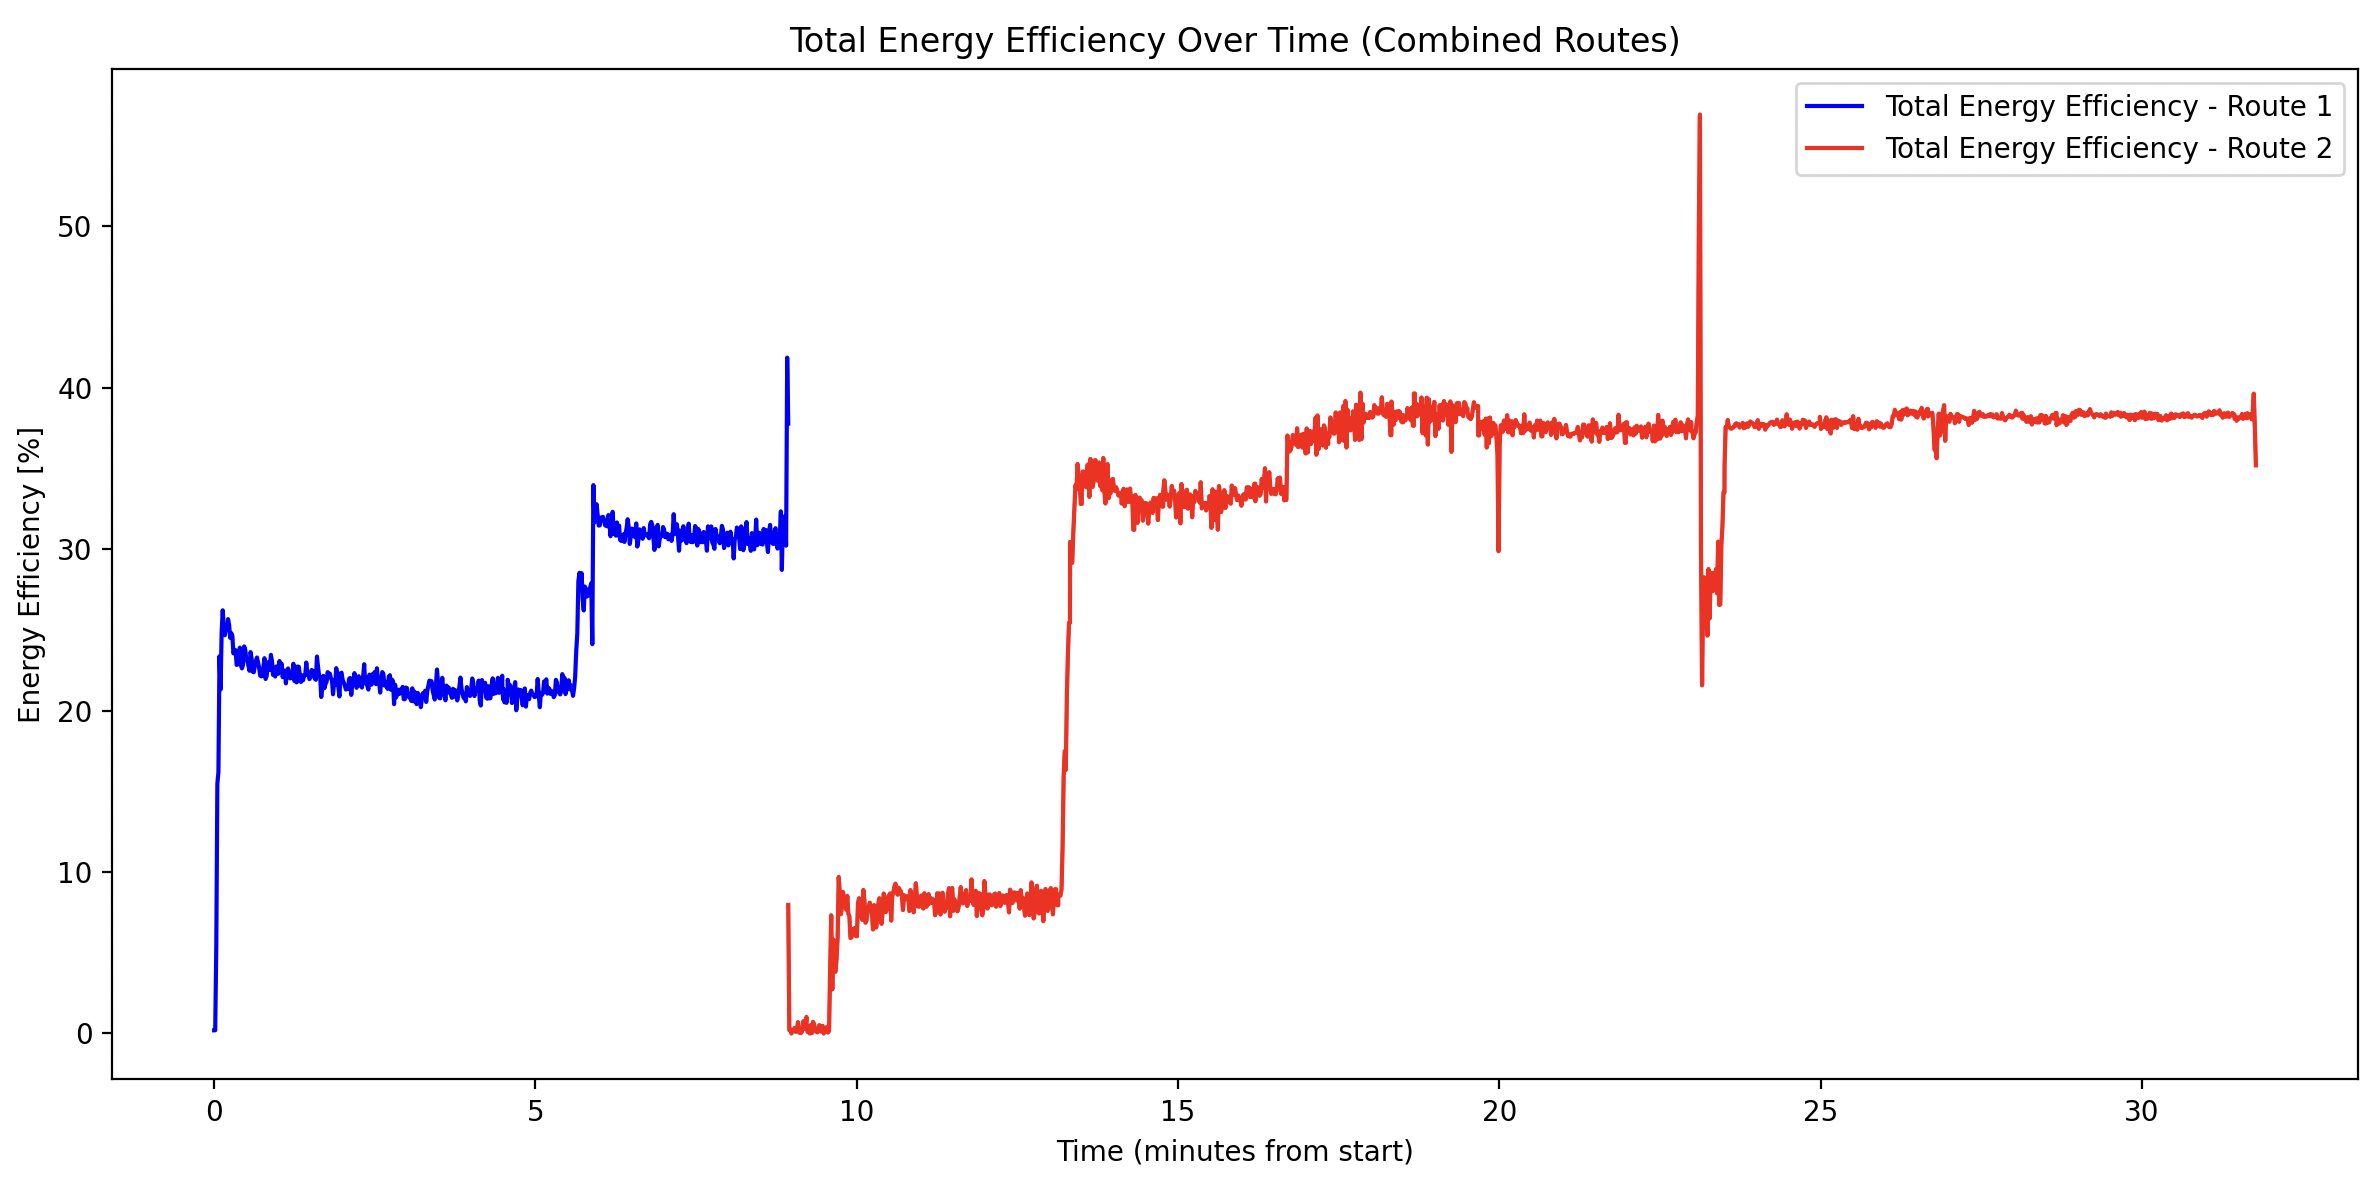 Total Energy Efficiency Over Time (Combined Routes)
Total Energy Efficiency - Route 1
Total Energy Efficiency - Route 2
Energy Efficiency [%]
50
40
30
20
10
0
0
5
10
15
20
25
30
Time (minutes from start)